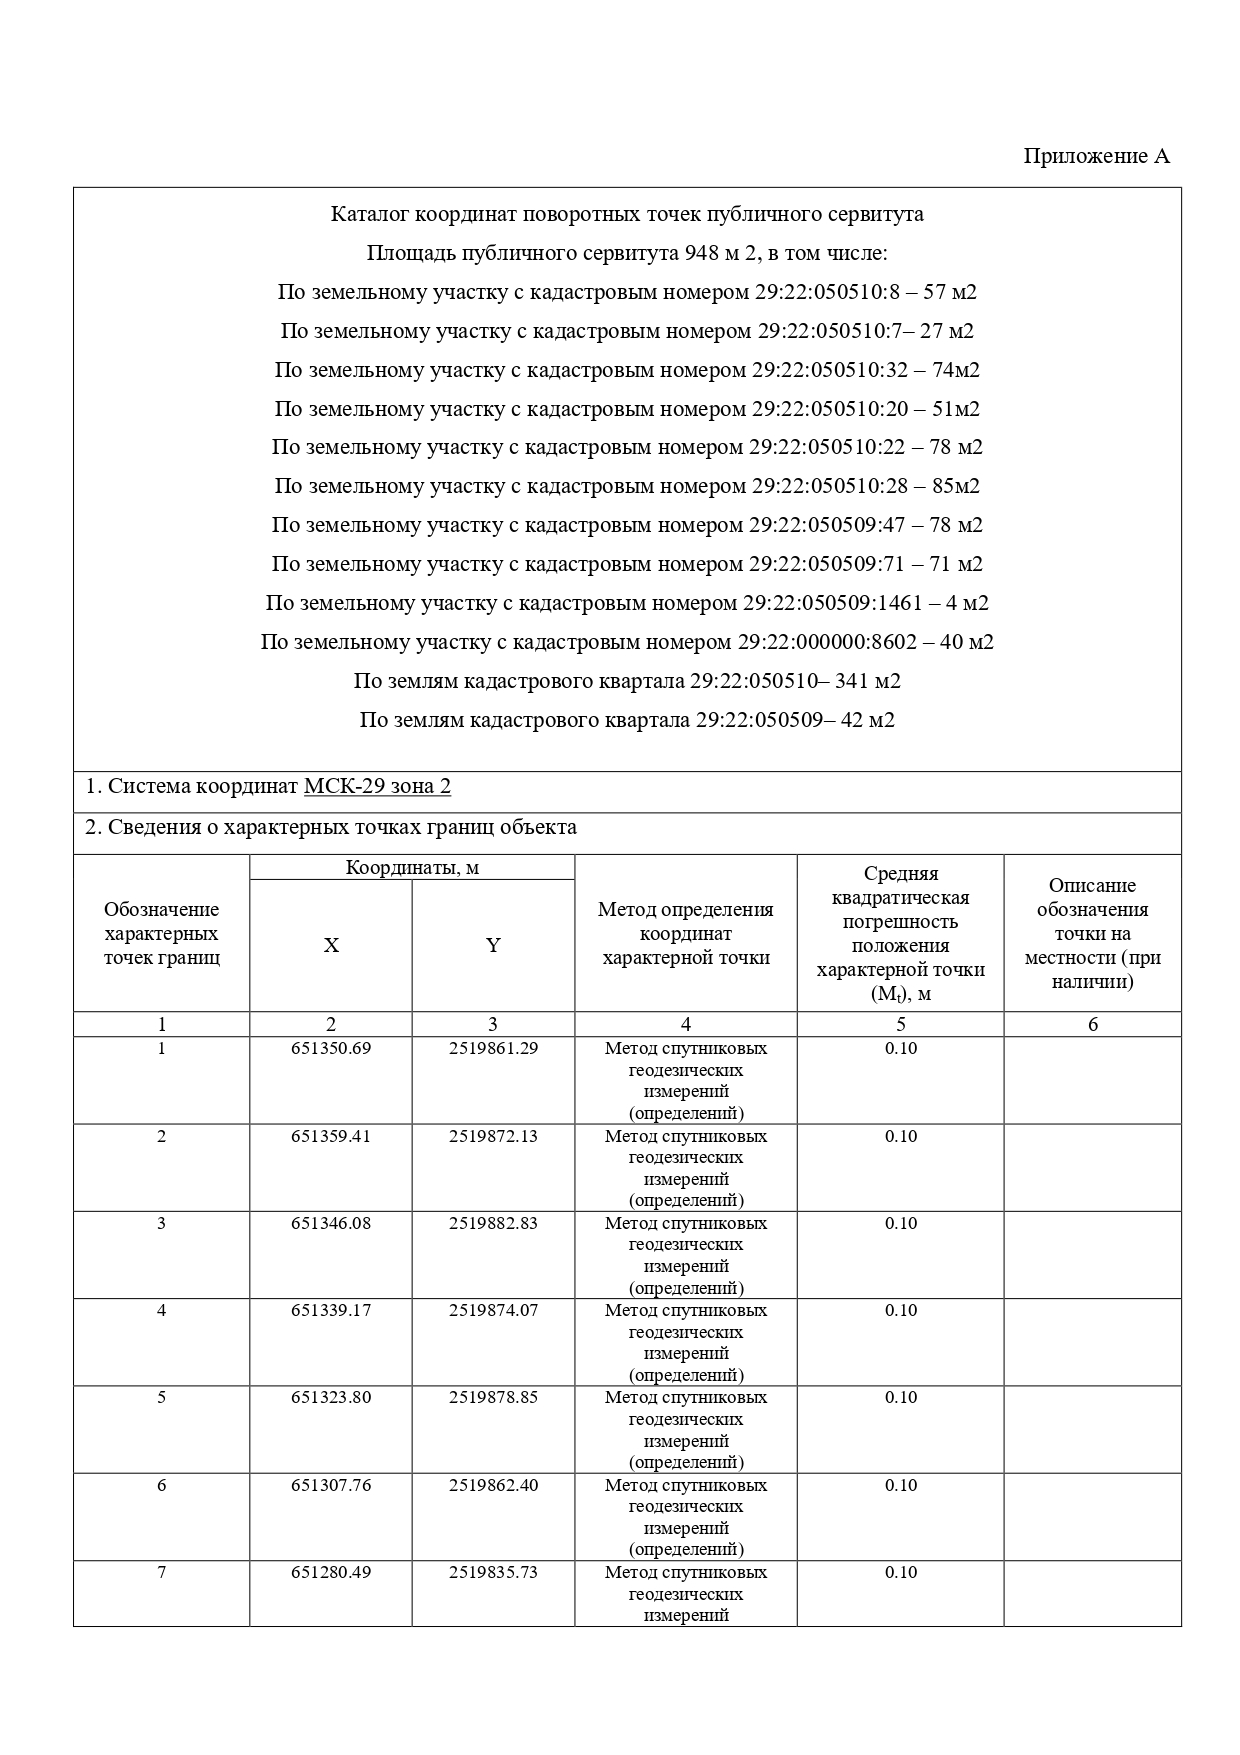 Приложение А
Каталог координат поворотных точек публичного сервитута
Площадь публичного сервитута 948 м 2, в том числе:
По земельному участку с кадастровым номером 29:22:050510:8 – 57 м2
По земельному участку с кадастровым номером 29:22:050510:7– 27 м2
По земельному участку с кадастровым номером 29:22:050510:32 – 74м2
По земельному участку с кадастровым номером 29:22:050510:20 – 51м2
По земельному участку с кадастровым номером 29:22:050510:22 – 78 м2
По земельному участку с кадастровым номером 29:22:050510:28 – 85м2
По земельному участку с кадастровым номером 29:22:050509:47 – 78 м2
По земельному участку с кадастровым номером 29:22:050509:71 – 71 м2
По земельному участку с кадастровым номером 29:22:050509:1461 – 4 м2
По земельному участку с кадастровым номером 29:22:000000:8602 – 40 м2
По землям кадастрового квартала 29:22:050510– 341 м2
По землям кадастрового квартала 29:22:050509– 42 м2
1. Система координат МСК-29 зона 2
2. Сведения о характерных точках границ объекта
Обозначение
характерных
точек границ
Координаты, м
X
Y
Метод определения
координат
характерной точки
Средняя
квадратическая
погрешность
положения
характерной точки
(Mt), м
Описание
обозначения
точки на
местности (при
наличии)
1 2 3 4 5 6
1 651350.69 2519861.29 Метод спутниковых 0.10
геодезических
измерений
(определений)
2 651359.41 2519872.13 Метод спутниковых 0.10
геодезических
измерений
(определений)
3 651346.08 2519882.83 Метод спутниковых 0.10
геодезических
измерений
(определений)
4 651339.17 2519874.07 Метод спутниковых 0.10
геодезических
измерений
(определений)
5 651323.80 2519878.85 Метод спутниковых 0.10
геодезических
измерений
(определений)
6 651307.76 2519862.40 Метод спутниковых 0.10
геодезических
измерений
(определений)
7 651280.49 2519835.73 Метод спутниковых 0.10
геодезических
измерений